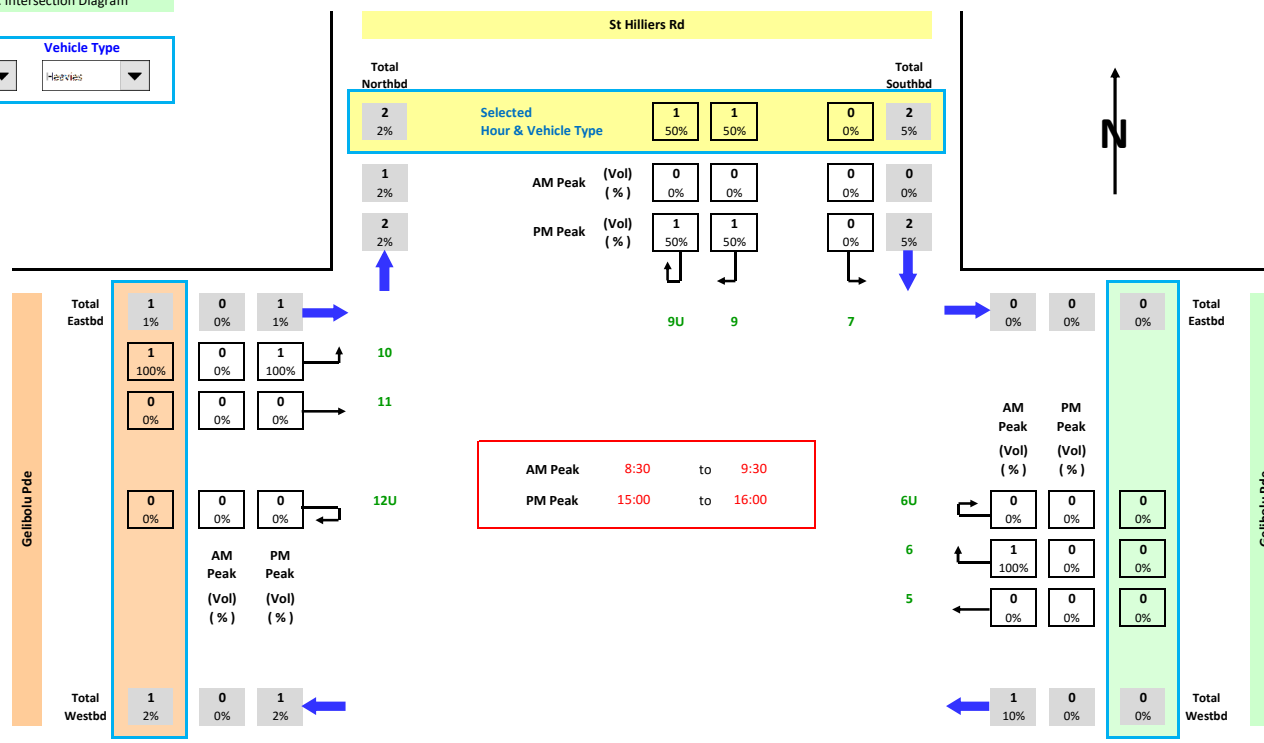 Intersection Diagram
St Hilliers Rd
Vehicle Type
Heavies
Total Northbd
Total Southbd
2 2%
Selected Hour & Vehicle Type
1 50%
1 50%
0 0%
2 5%
1 2%
AM Peak (Vol) ( % )
0 0%
0 0%
0 0%
0 0%
2 2%
PM Peak (Vol) ( % )
1 50%
1 50%
0 0%
2 5%
N
Gelibolu Pde
Total Eastbd
1 1%
0 0%
1 1%
9U 9 7
0 0%
0 0%
0 0%
Total Eastbd
1 100%
0 0%
1 100%
10
0 0%
0 0%
0 0%
11
AM Peak (Vol) ( % )
PM Peak (Vol) ( % )
AM Peak 8:30 to 9:30
PM Peak 15:00 to 16:00
0 0%
0 0%
0 0%
12U
6U
0 0%
0 0%
0 0%
6
1 100%
0 0%
0 0%
5
0 0%
0 0%
0 0%
AM Peak (Vol) ( % )
PM Peak (Vol) ( % )
Total Westbd
1 2%
0 0%
1 2%
1 10%
0 0%
0 0%
Total Westbd
Gelibolu Pde